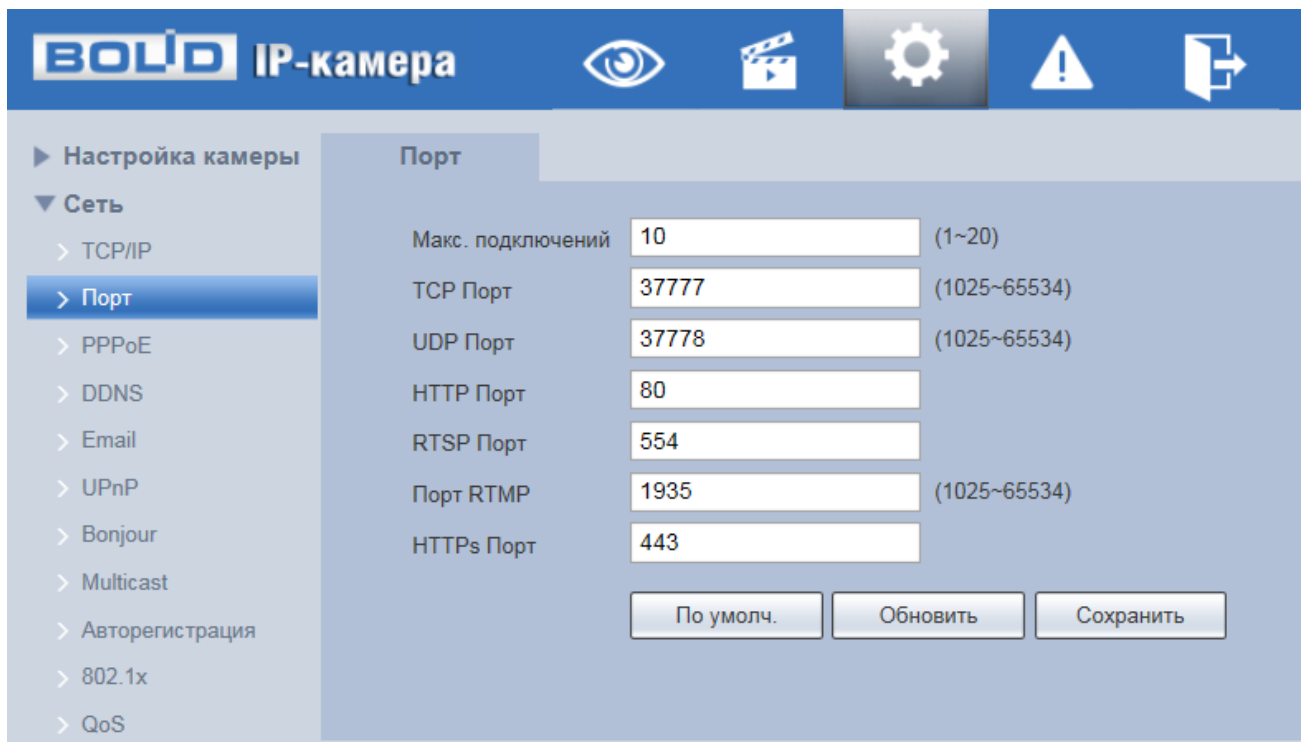 BOLID IP-камера
Настройка камеры
Сеть
TCP/IP
Порт
PPPoE
DDNS
Email
UPnP
Bonjour
Multicast
Авторегистрация
802.1x
QoS
Порт
Макс. подключений 10 (1~20)
TCP Порт 37777 (1025~65534)
UDP Порт 37778 (1025~65534)
HTTP Порт 80
RTSP Порт 554
Порт RTMP 1935 (1025~65534)
HTTPs Порт 443
По умолч. Обновить Сохранить